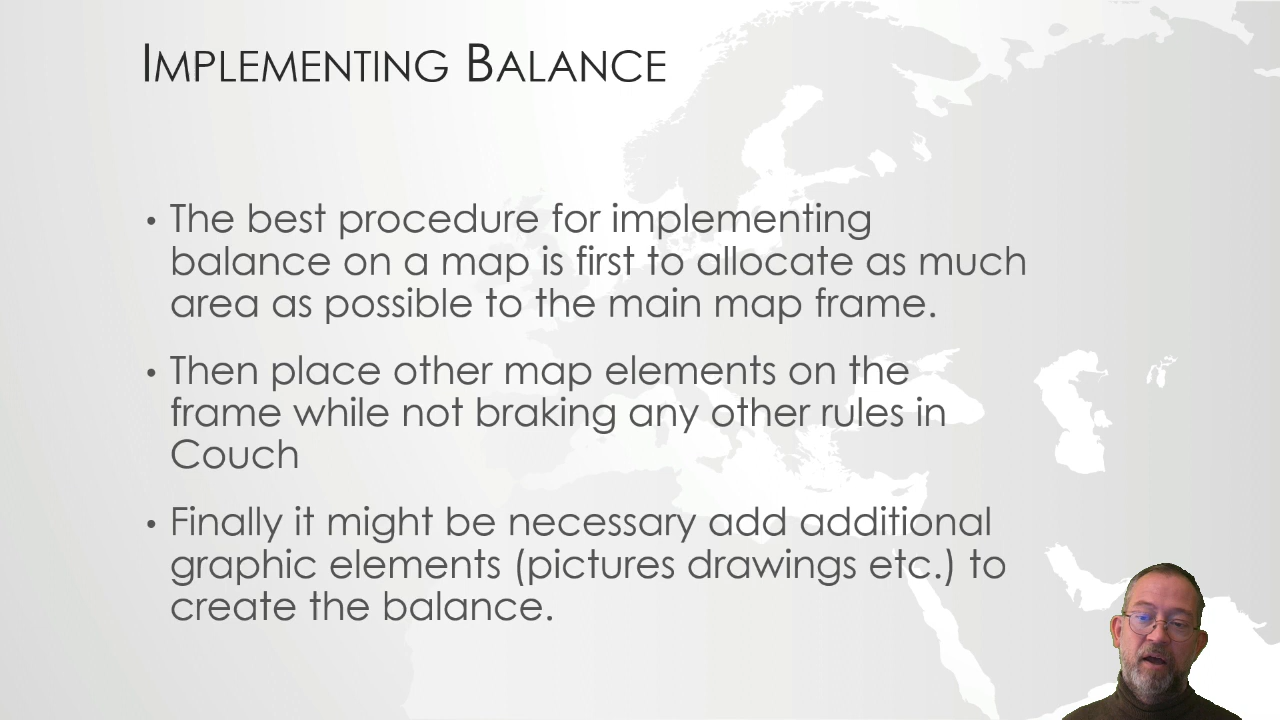 Implementing Balance
• The best procedure for implementing
balance on a map is first to allocate as much
area as possible to the main map frame.
• Then place other map elements on the
frame while not braking any other rules in
Couch
• Finally it might be necessary add additional
graphic elements (pictures drawings etc.) to
create the balance.